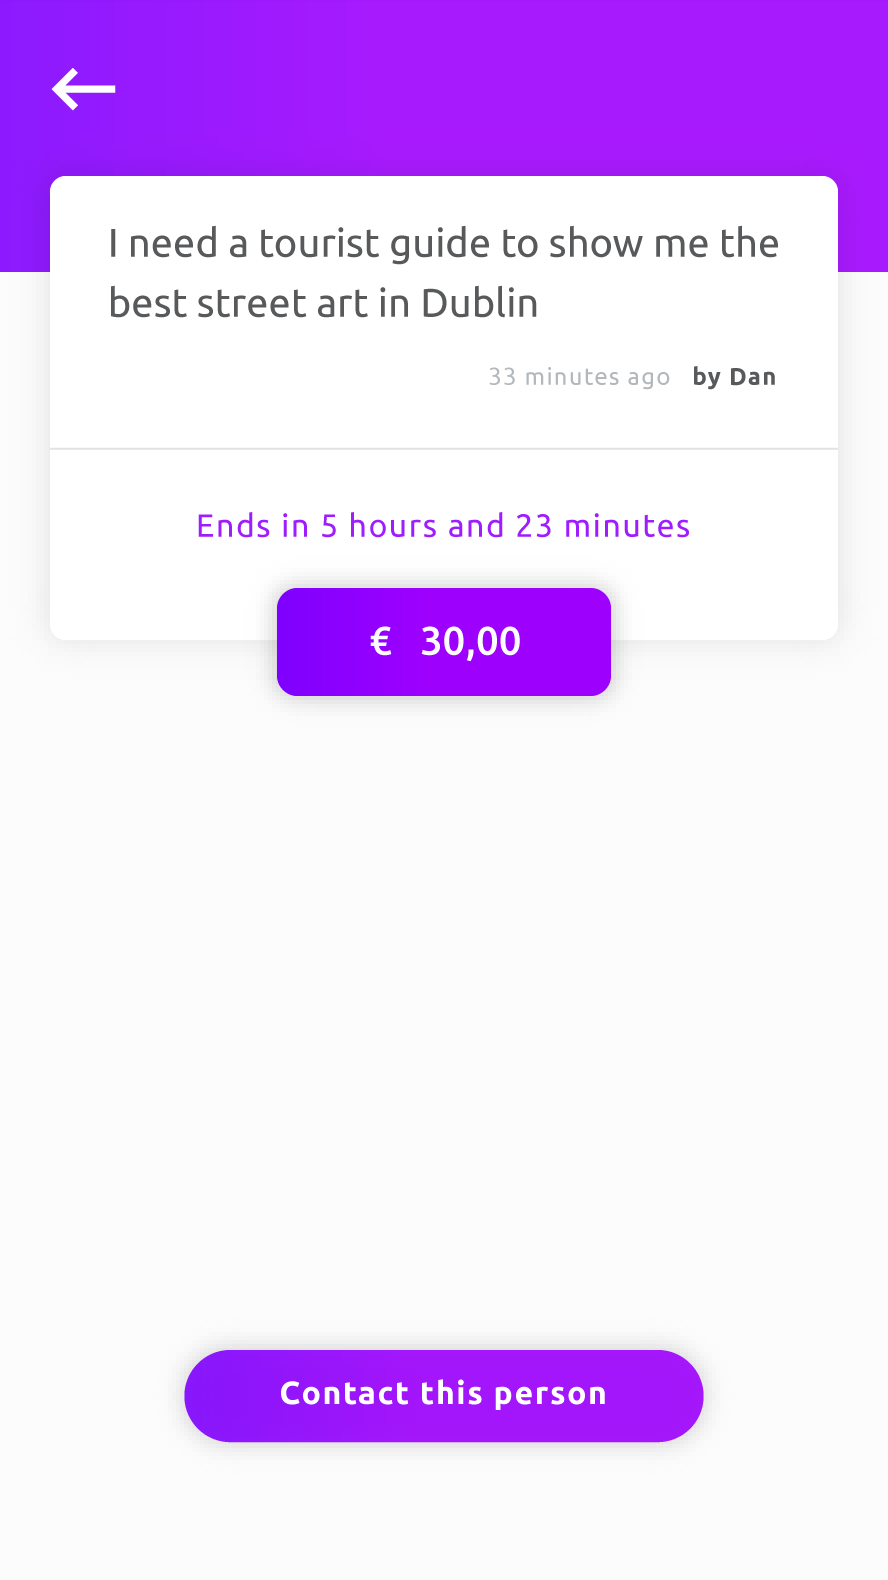 I need a tourist guide to show me the
best street art in Dublin
33 minutes ago by Dan
Ends in 5 hours and 23 minutes
€ 30,00
Contact this person